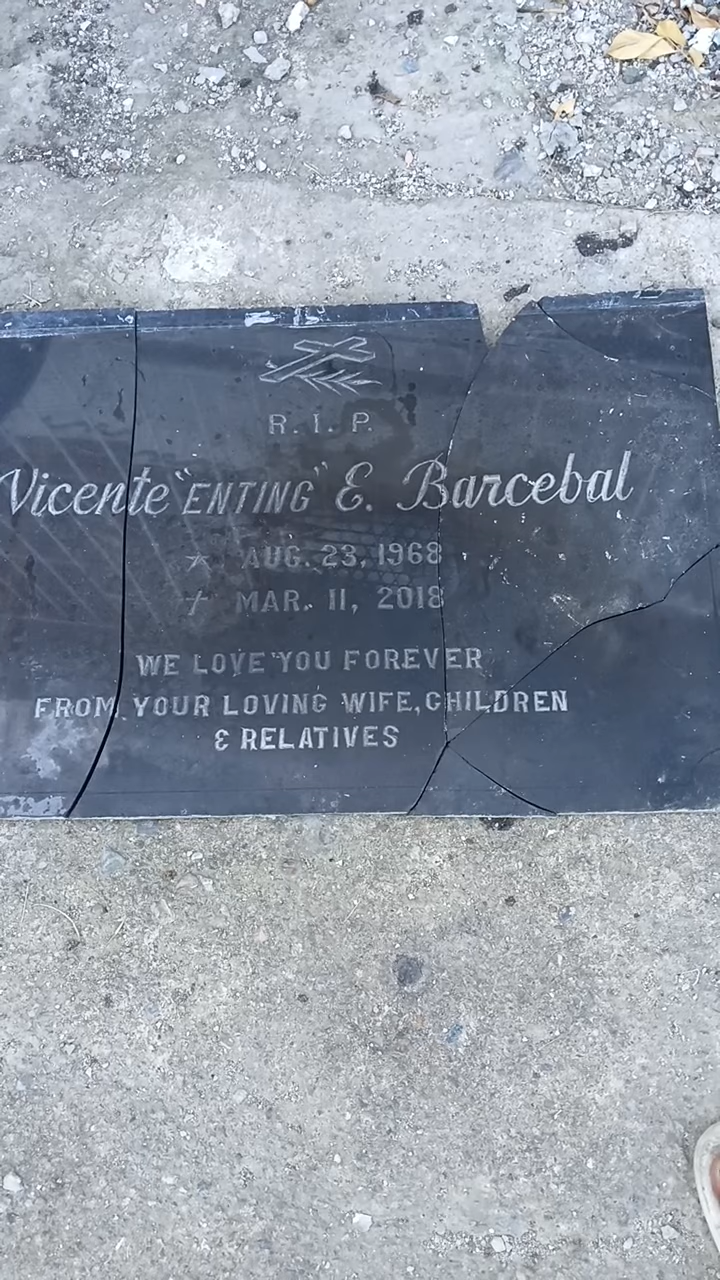 R. I. P.
Vicente "ENTING" E. Barcebal
AUG. 23, 1968
MAR. 11, 2018
WE LOVE YOU FOREVER
FROM YOUR LOVING WIFE, CHILDREN
& RELATIVES